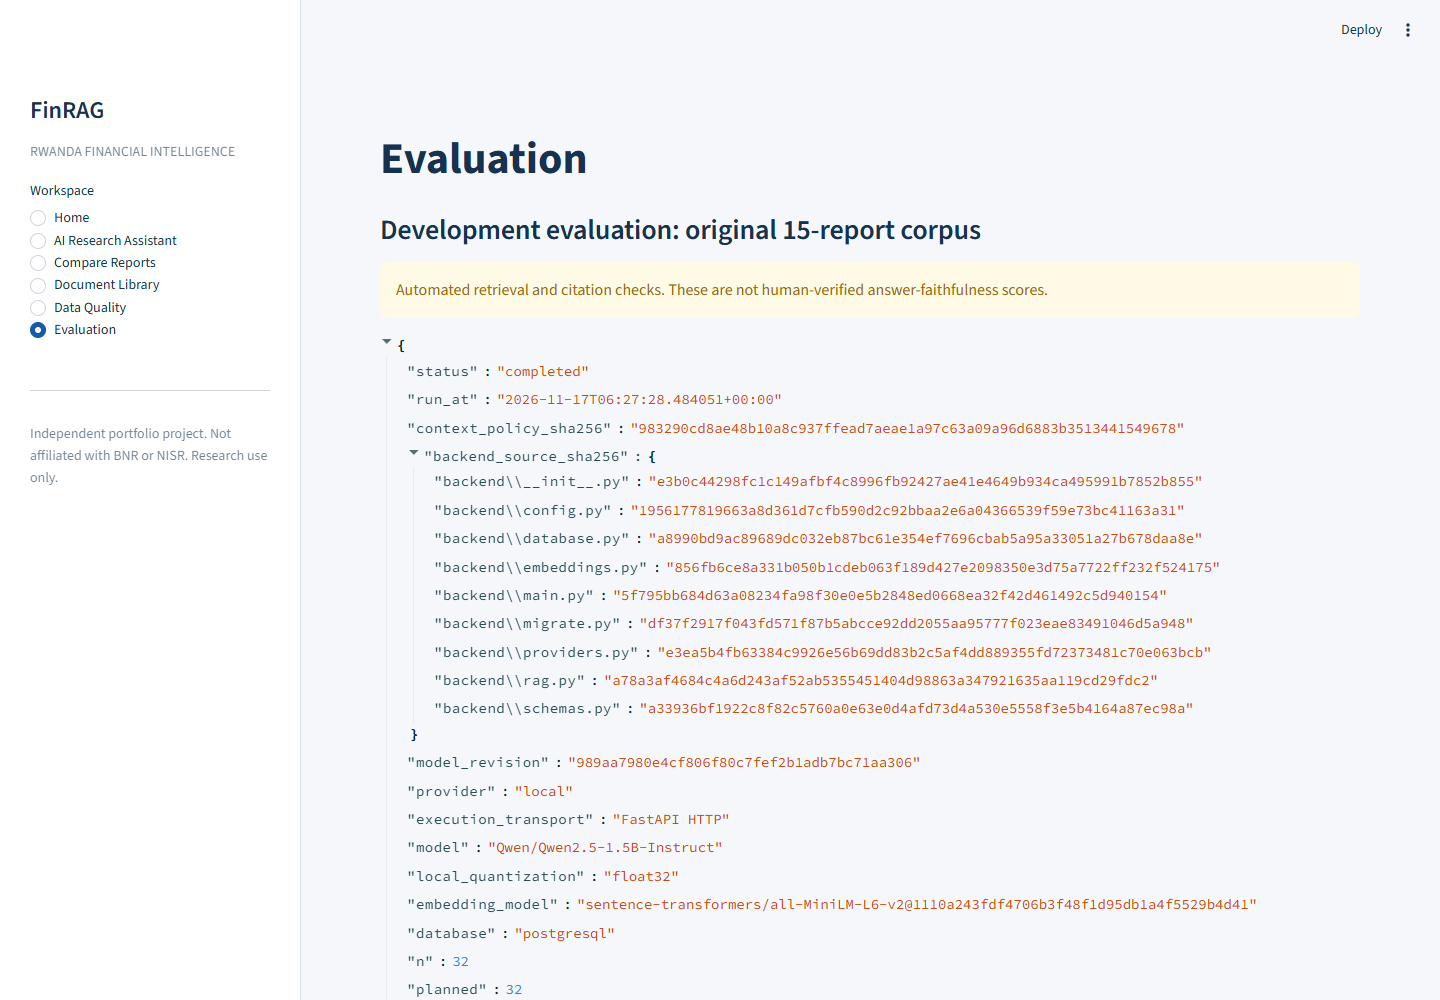 Deploy
FinRAG
RWANDA FINANCIAL INTELLIGENCE
Workspace
Home
AI Research Assistant
Compare Reports
Document Library
Data Quality
Evaluation
Independent portfolio project. Not
affiliated with BNR or NISR. Research use
only.
Evaluation
Development evaluation: original 15-report corpus
Automated retrieval and citation checks. These are not human-verified answer-faithfulness scores.
{
"status" : "completed"
"run_at" : "2026-11-17T06:27:28.484051+00:00"
"context_policy_sha256" : "983290cd8ae48b10a8c937ffead7aeae1a97c63a09a96d6883b3513441549678"
"backend_source_sha256" : {
"backend\\__init__.py" : "e3b0c44298fc1c149afbf4c8996fb92427ae41e4649b934ca495991b7852b855"
"backend\\config.py" : "1956177819663a8d361d7cfb590d2c92bbaa2e6a04366539f59e73bc41163a31"
"backend\\database.py" : "a8990bd9ac89689dc032eb87bc61e354ef7696cbab5a95a33051a27b678daa8e"
"backend\\embeddings.py" : "856fb6ce8a331b050b1cdeb063f189d427e2098350e3d75a7722ff232f524175"
"backend\\main.py" : "5f795bb684d63a08234fa98f30e0e5b2848ed0668ea32f42d461492c5d940154"
"backend\\migrate.py" : "df37f2917f043fd571f87b5abcce92dd2055aa95777f023eae83491046d5a948"
"backend\\providers.py" : "e3ea5b4fb63384c9926e56b69dd83b2c5af4dd889355fd72373481c70e063bcb"
"backend\\rag.py" : "a78a3af4684c4a6d243af52ab5355451404d98863a347921635aa119cd29fdc2"
"backend\\schemas.py" : "a33936bf1922c8f82c5760a0e63e0d4afd73d4a530e5558f3e5b4164a87ec98a"
}
"model_revision" : "989aa7980e4cf806f80c7fef2b1adb7bc71aa306"
"provider" : "local"
"execution_transport" : "FastAPI HTTP"
"model" : "Qwen/Qwen2.5-1.5B-Instruct"
"local_quantization" : "float32"
"embedding_model" : "sentence-transformers/all-MiniLM-L6-v2@1110a243fdf4706b3f48f1d95db1a4f5529b4d41"
"database" : "postgresql"
"n" : 32
"planned" : 32